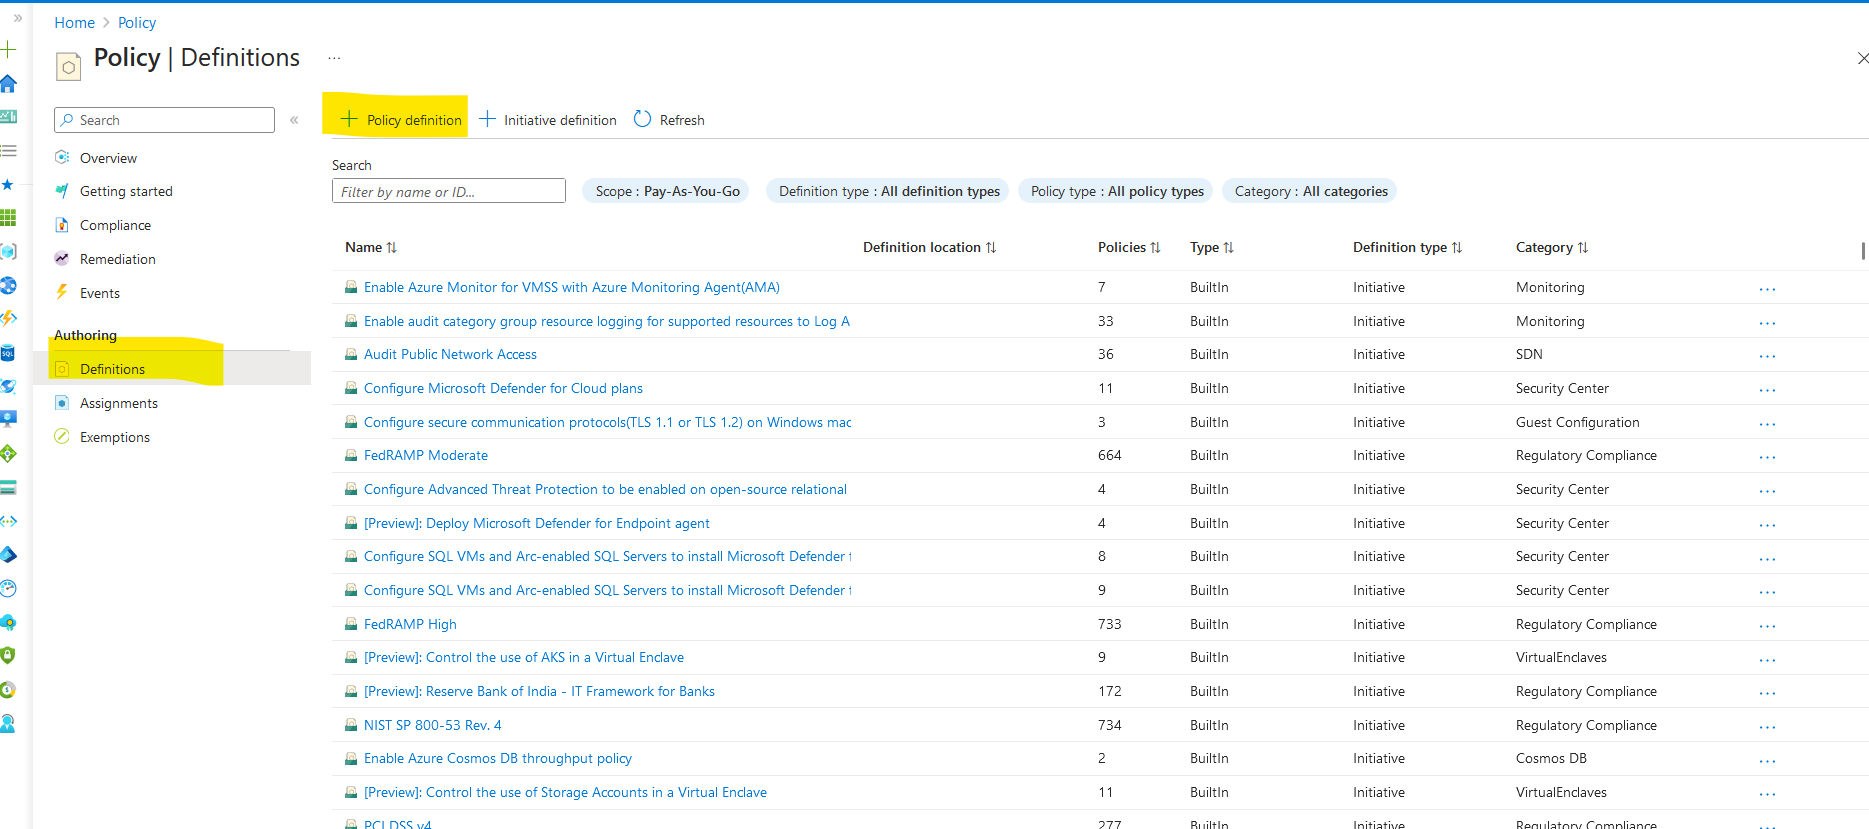 Home > Policy
Policy | Definitions ...
Search
Overview
Getting started
Compliance
Remediation
Events
Authoring
Definitions
Assignments
Exemptions
Policy definition Initiative definition Refresh
Search
Filter by name or ID...
Scope : Pay-As-You-Go Definition type : All definition types Policy type : All policy types Category : All categories
Name Definition location Policies Type Definition type Category
Enable Azure Monitor for VMSS with Azure Monitoring Agent(AMA) 7 BuiltIn Initiative Monitoring
Enable audit category group resource logging for supported resources to Log A 33 BuiltIn Initiative Monitoring
Audit Public Network Access 36 BuiltIn Initiative SDN
Configure Microsoft Defender for Cloud plans 11 BuiltIn Initiative Security Center
Configure secure communication protocols(TLS 1.1 or TLS 1.2) on Windows mac 3 BuiltIn Initiative Guest Configuration
FedRAMP Moderate 664 BuiltIn Initiative Regulatory Compliance
Configure Advanced Threat Protection to be enabled on open-source relational 4 BuiltIn Initiative Security Center
[Preview]: Deploy Microsoft Defender for Endpoint agent 4 BuiltIn Initiative Security Center
Configure SQL VMs and Arc-enabled SQL Servers to install Microsoft Defender 8 BuiltIn Initiative Security Center
Configure SQL VMs and Arc-enabled SQL Servers to install Microsoft Defender 9 BuiltIn Initiative Security Center
FedRAMP High 733 BuiltIn Initiative Regulatory Compliance
[Preview]: Control the use of AKS in a Virtual Enclave 9 BuiltIn Initiative VirtualEnclaves
[Preview]: Reserve Bank of India - IT Framework for Banks 172 BuiltIn Initiative Regulatory Compliance
NIST SP 800-53 Rev. 4 734 BuiltIn Initiative Regulatory Compliance
Enable Azure Cosmos DB throughput policy 2 BuiltIn Initiative Cosmos DB
[Preview]: Control the use of Storage Accounts in a Virtual Enclave 11 BuiltIn Initiative VirtualEnclaves
PCI DSS v4 277 BuiltIn Initiative Regulatory Compliance